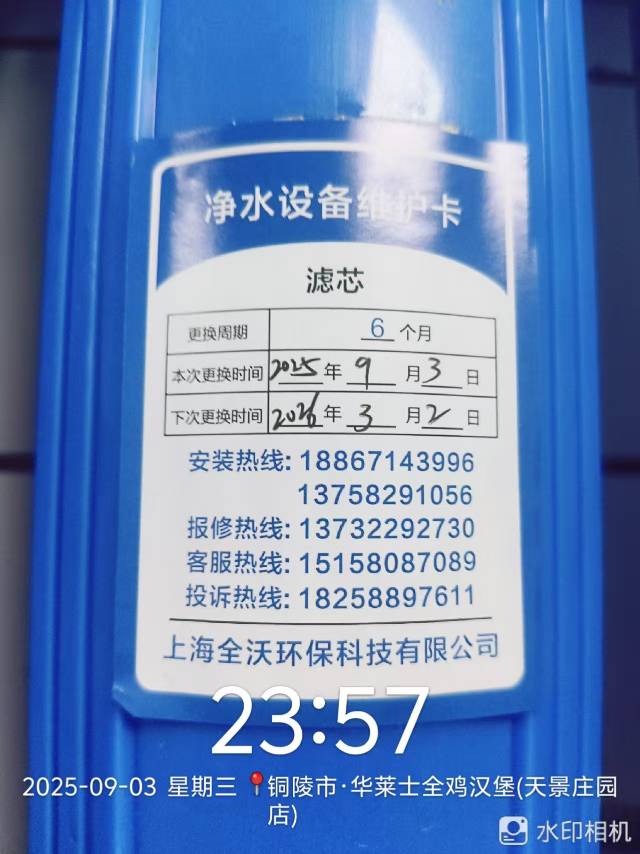 净水设备维护卡
滤芯
更换周期 6 个月
本次更换时间 2025 年 9 月 3 日
下次更换时间 2026 年 3 月 2 日
安装热线: 18867143996
13758291056
报修热线: 13732292730
客服热线: 15158087089
投诉热线: 18258897611
上海全沃环保科技有限公司
23:57
2025-09-03 星期三 铜陵市·华莱士全鸡汉堡(天景庄园
店)
水印相机